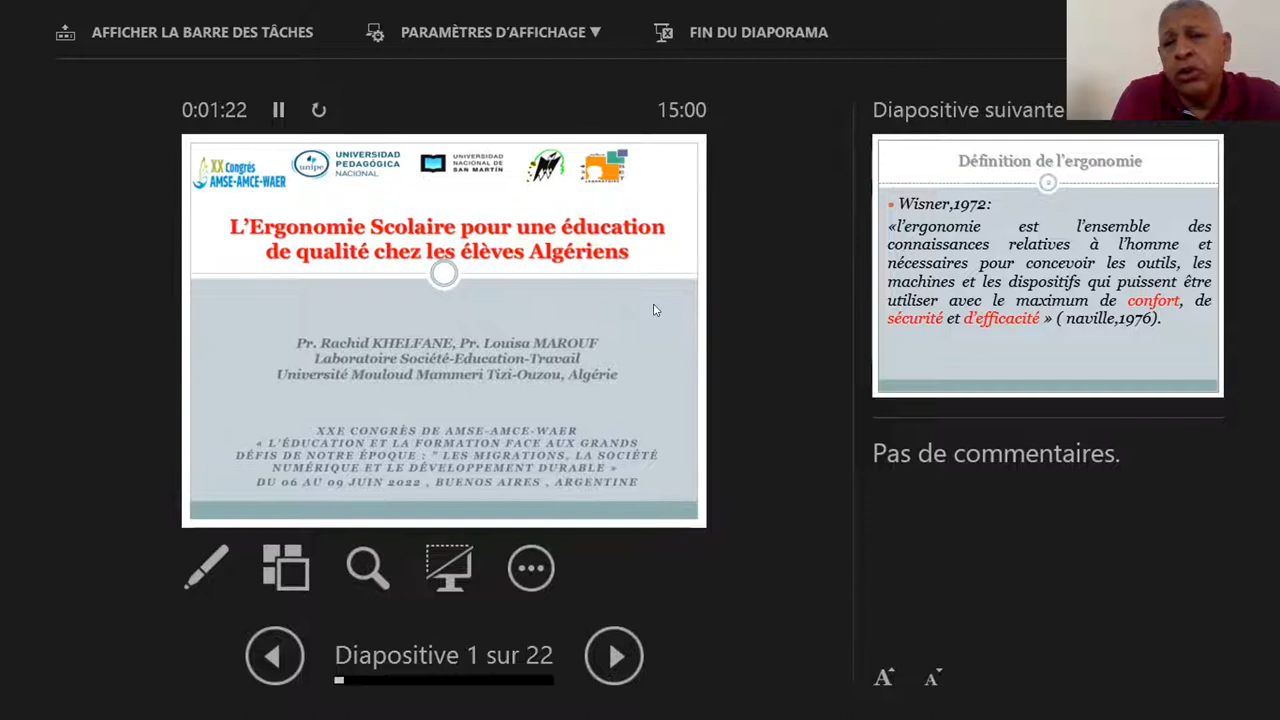 AFFICHER LA BARRE DES TÂCHES
PARAMÈTRES D'AFFICHAGE ▼
FIN DU DIAPORAMA
0:01:22
15:00
XX Congrés
AMSE-AMCE-WAER
unipe
UNIVERSIDAD
PEDAGÓGICA
NACIONAL
UNIVERSIDAD
NACIONAL DE
SAN MARTÍN
L'Ergonomie Scolaire pour une éducation
de qualité chez les élèves Algériens
Pr. Rachid KHELFANE, Pr. Louisa MAROUF
Laboratoire Société-Education-Travail
Université Mouloud Mammeri Tizi-Ouzou, Algérie
XXE CONGRÈS DE AMSE-AMCE-WAER
« L'ÉDUCATION ET LA FORMATION FACE AUX GRANDS
DÉFIS DE NOTRE ÉPOQUE : " LES MIGRATIONS, LA SOCIÉTÉ
NUMÉRIQUE ET LE DÉVELOPPEMENT DURABLE »
DU 06 AU 09 JUIN 2022 , BUENOS AIRES , ARGENTINE
Diapositive 1 sur 22
Diapositive suivante
Définition de l'ergonomie
2
• Wisner,1972:
«l'ergonomie est l'ensemble des
connaissances relatives à l'homme et
nécessaires pour concevoir les outils, les
machines et les dispositifs qui puissent être
utiliser avec le maximum de confort, de
sécurité et d'efficacité » ( naville,1976).
Pas de commentaires.
A A